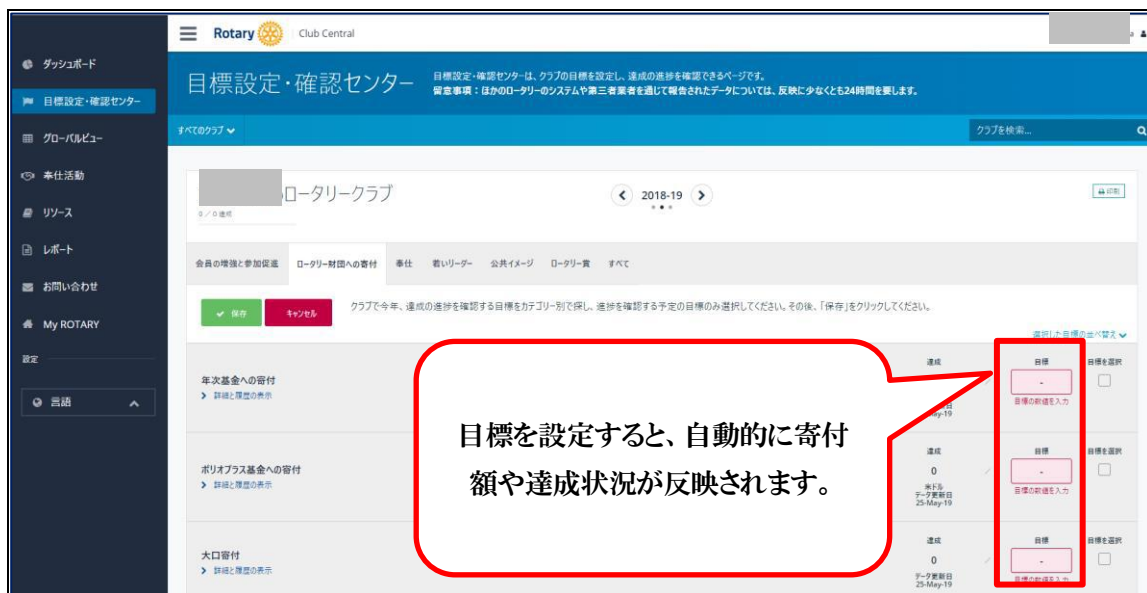 Rotary Club Central
ダッシュボード
目標設定・確認センター
グローバルビュー
奉仕活動
リソース
レポート
お問い合わせ
My ROTARY
設定
言語
目標設定・確認センター
目標設定・確認センターは、クラブの目標を設定し、達成の進捗を確認できるページです。
留意事項：ほかのロータリーのシステムや第三者業者を通じて報告されたデータについては、反映に少なくとも24時間を要します。
すべてのクラブ
クラブを検索...
ロータリークラブ
0 / 0 達成
2018-19
印刷
会員の増強と参加促進 ロータリー財団への寄付 奉仕 若いリーダー 公共イメージ ロータリー賞 すべて
保存 キャンセル
クラブで今年、達成の進捗を確認する目標をカテゴリー別で探し、進捗を確認する予定の目標のみ選択してください。その後、「保存」をクリックしてください。
選択した目標の並べ替え
年次基金への寄付
詳細と履歴の表示
達成 目標 目標を選択
-
目標の数値を入力
May-19
目標を設定すると、自動的に寄付
額や達成状況が反映されます。
ポリオプラス基金への寄付
詳細と履歴の表示
達成 目標 目標を選択
0 / -
目標の数値を入力
米ドル
データ更新日
25-May-19
大口寄付
詳細と履歴の表示
達成 目標 目標を選択
0 / -
目標の数値を入力
データ更新日
25-May-19